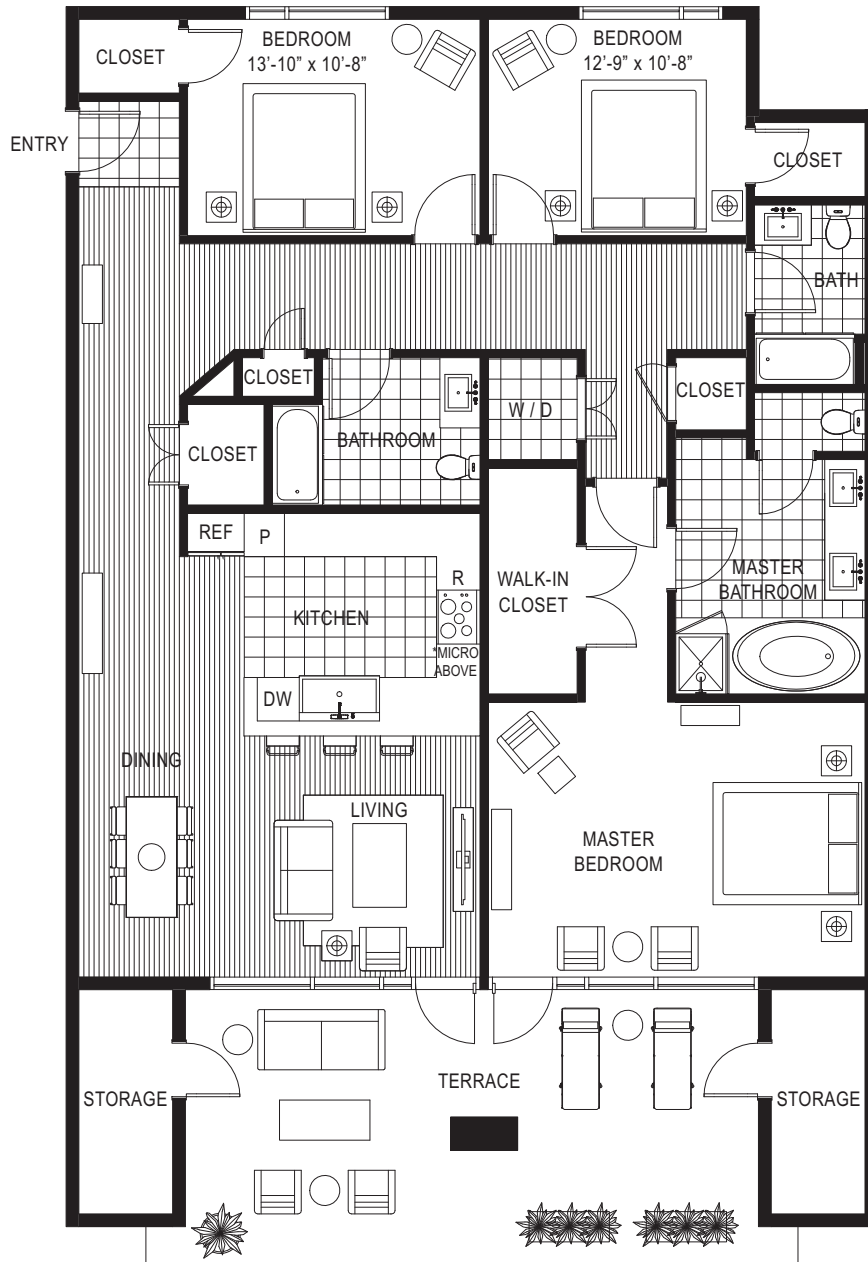 CLOSET
BEDROOM
13'-10" x 10'-8"
BEDROOM
12'-9" x 10'-8"
ENTRY
CLOSET
BATH
CLOSET
CLOSET
W / D
BATHROOM
CLOSET
REF
P
R
KITCHEN
*MICRO
ABOVE
DW
WALK-IN
CLOSET
MASTER
BATHROOM
DINING
LIVING
MASTER
BEDROOM
TERRACE
STORAGE
STORAGE